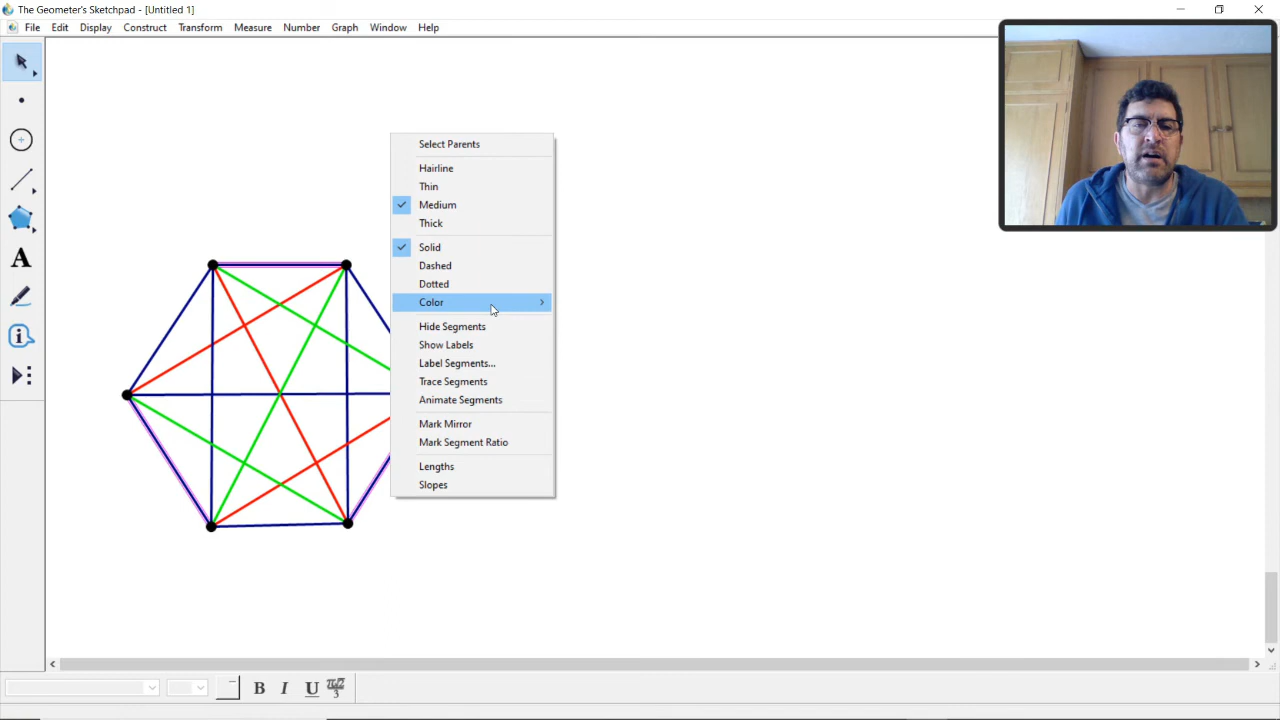 The Geometer's Sketchpad - [Untitled 1]
File Edit Display Construct Transform Measure Number Graph Window Help
Select Parents
Hairline
Thin
Medium
Thick
Solid
Dashed
Dotted
Color
Hide Segments
Show Labels
Label Segments...
Trace Segments
Animate Segments
Mark Mirror
Mark Segment Ratio
Lengths
Slopes
A
B I U